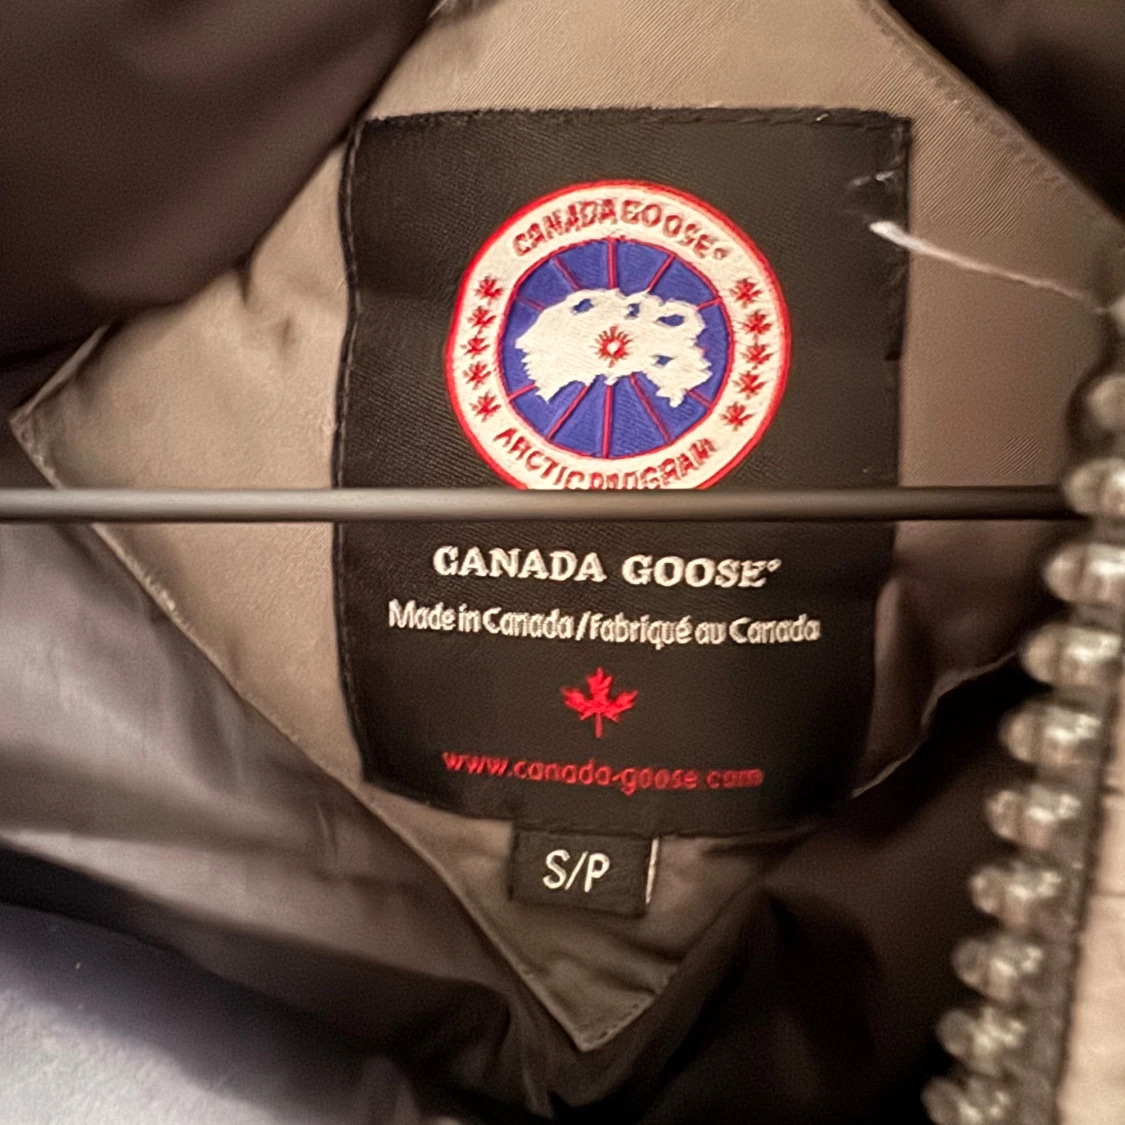 CANADA GOOSE®
ARCTIC PROGRAM
CANADA GOOSE®
Made in Canada/Fabriqué au Canada
www.canada-goose.com
S/P